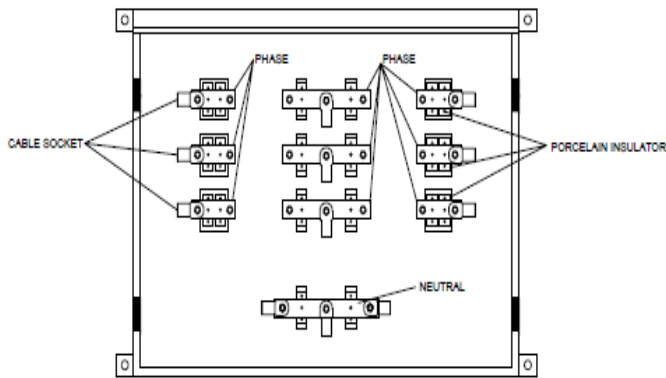 PHASE
PHASE
CABLE SOCKET
PORCELAIN INSULATOR
NEUTRAL